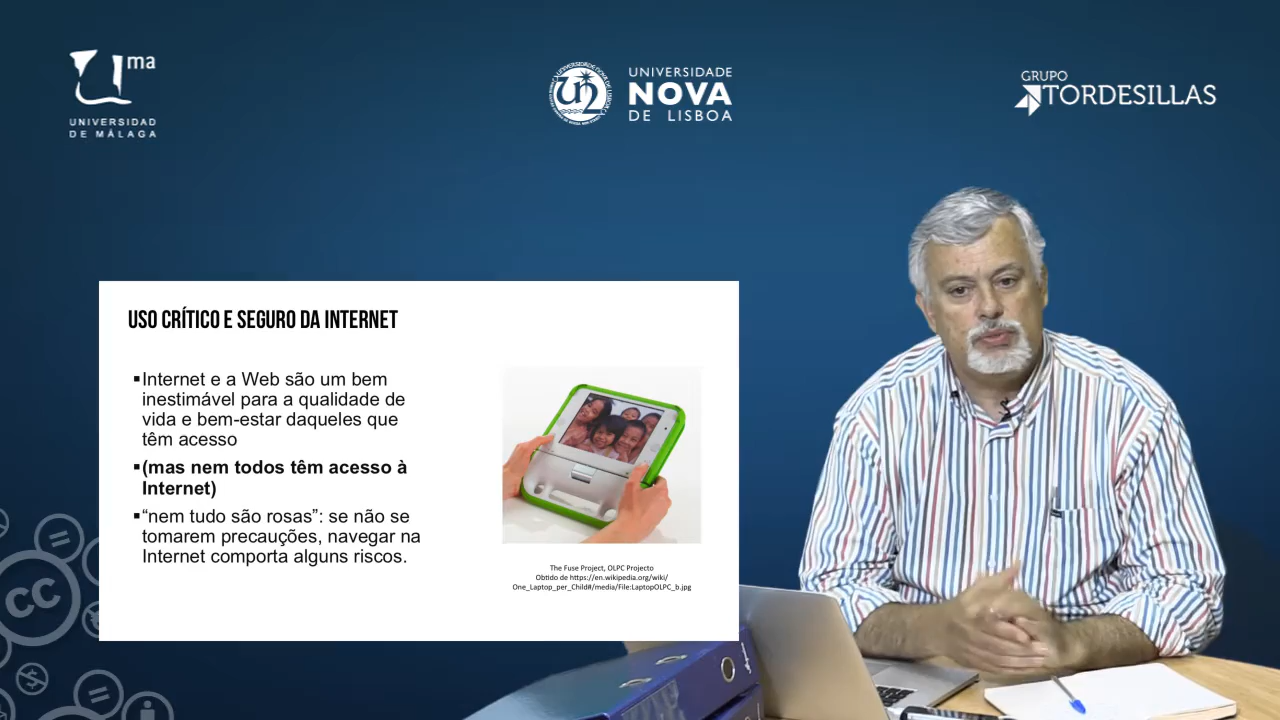 ma
UNIVERSIDAD
DE MÁLAGA
UNIVERSIDADE
NOVA
DE LISBOA
GRUPO
TORDESILLAS
USO CRÍTICO E SEGURO DA INTERNET
▪Internet e a Web são um bem
inestimável para a qualidade de
vida e bem-estar daqueles que
têm acesso
▪(mas nem todos têm acesso à
Internet)
▪“nem tudo são rosas”: se não se
tomarem precauções, navegar na
Internet comporta alguns riscos.
The Fuse Project, OLPC Projecto
Obtido de https://en.wikipedia.org/wiki/
One_Laptop_per_Child#/media/File:LaptopOLPC_b.jpg
CC